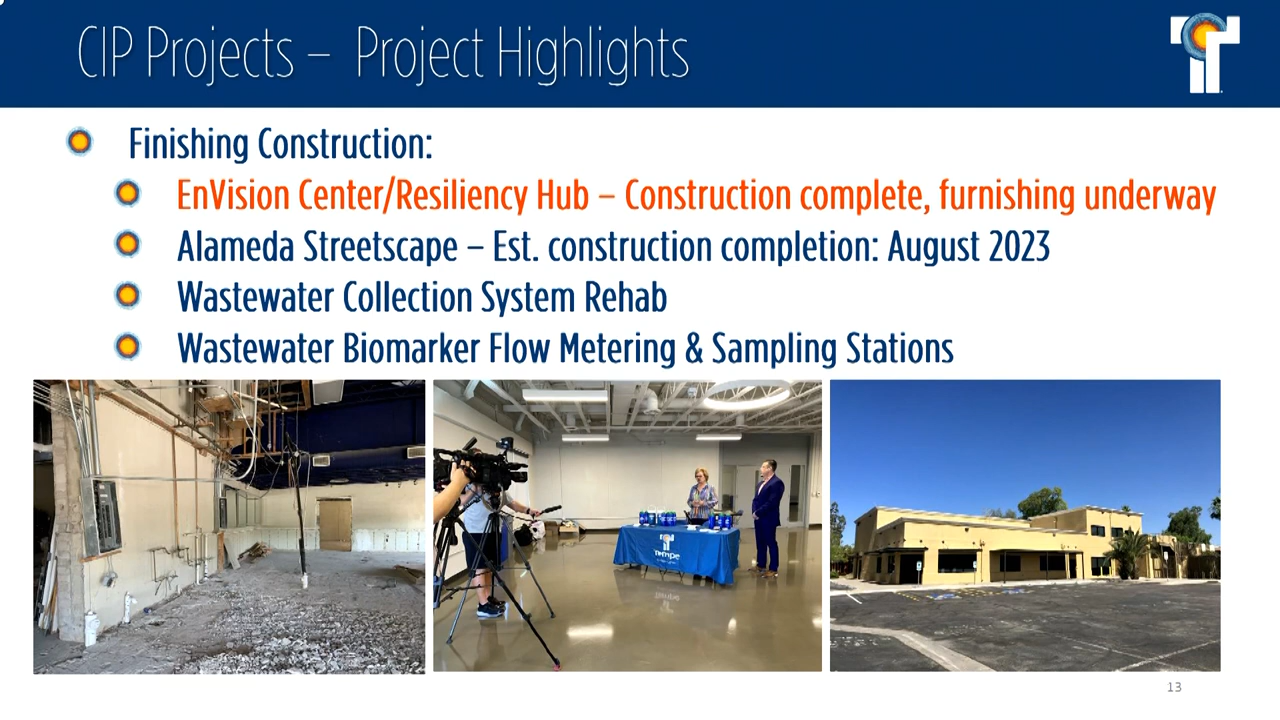 CIP Projects – Project Highlights
Finishing Construction:
EnVision Center/Resiliency Hub – Construction complete, furnishing underway
Alameda Streetscape – Est. construction completion: August 2023
Wastewater Collection System Rehab
Wastewater Biomarker Flow Metering & Sampling Stations
Tempe
13